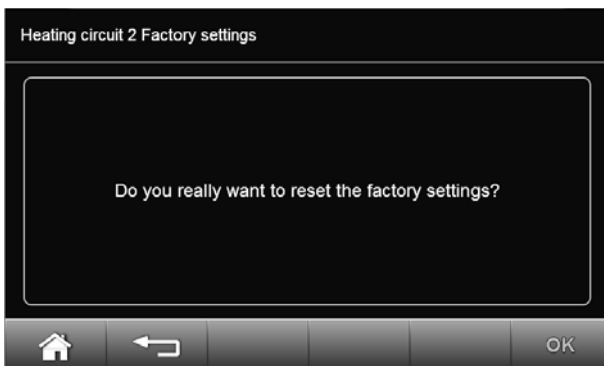 Heating circuit 2 Factory settings
Do you really want to reset the factory settings?
OK